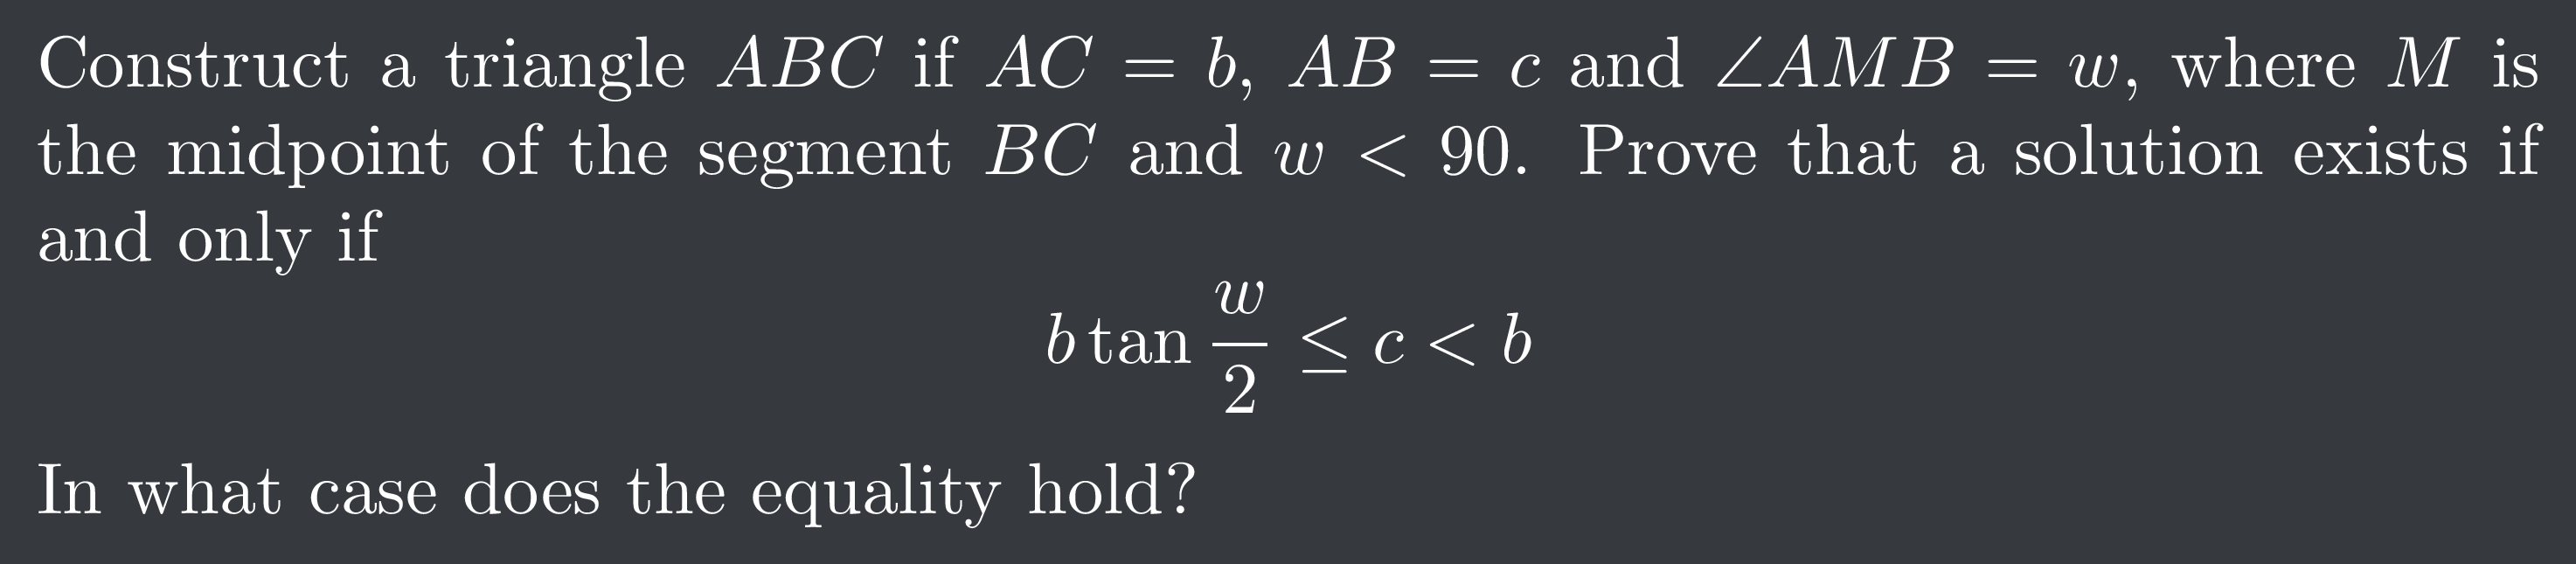 Construct a triangle ABC if AC = b, AB = c and ∠AMB = w, where M is
the midpoint of the segment BC and w < 90. Prove that a solution exists if
and only if
b tan w/2 ≤ c < b
In what case does the equality hold?